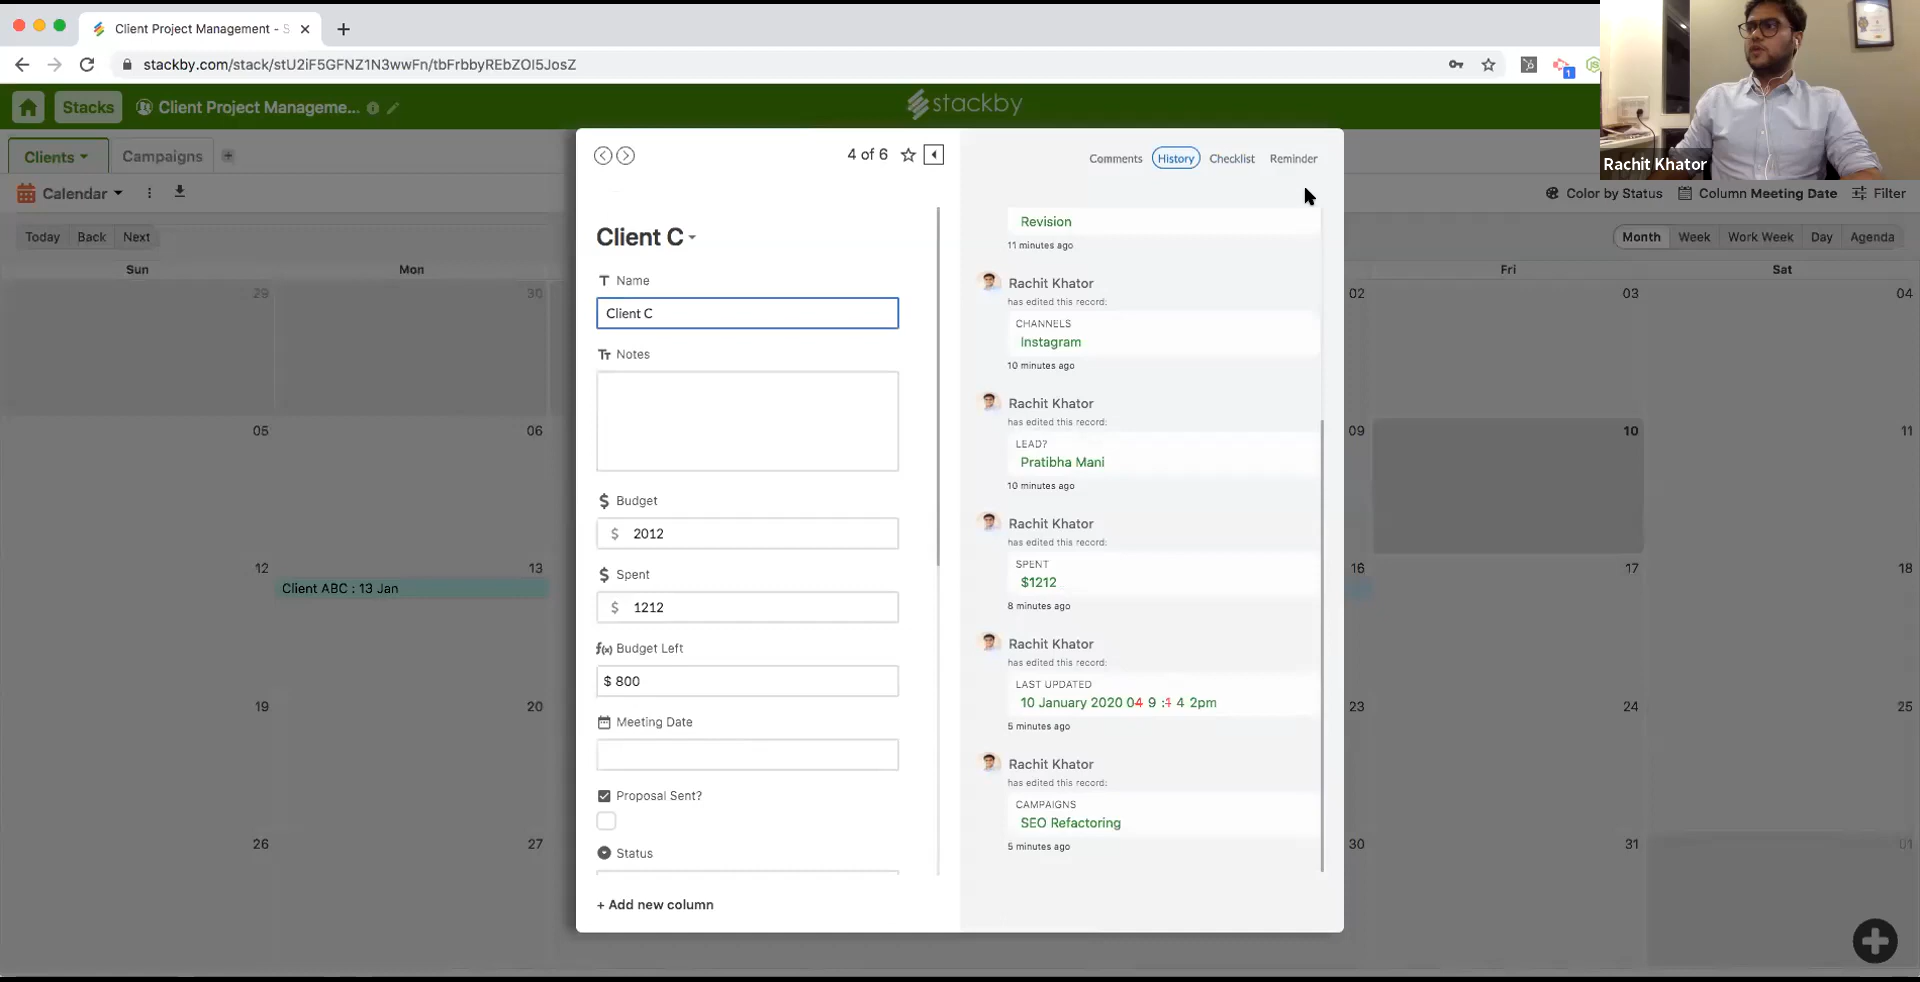 Client Project Management - S
stackby.com/stack/stU2iF5GFNZ1N3wwFn/tbFrbbyREbZOI5JosZ
1
Stacks
Client Project Manageme...
stackby
Rachit Khator
Clients
Campaigns
Calendar
Color by Status
Column Meeting Date
Filter
Today
Back
Next
Month
Week
Work Week
Day
Agenda
Sun
Mon
Fri
Sat
29
30
02
03
04
05
06
09
10
11
12
13
16
17
18
Client ABC : 13 Jan
19
20
23
24
25
26
27
30
31
01
4 of 6
Client C
Name
Client C
Notes
Budget
$ 2012
Spent
$ 1212
f(x) Budget Left
$ 800
Meeting Date
Proposal Sent?
Status
+ Add new column
Comments
History
Checklist
Reminder
Revision
11 minutes ago
Rachit Khator
has edited this record:
CHANNELS
Instagram
10 minutes ago
Rachit Khator
has edited this record:
LEAD?
Pratibha Mani
10 minutes ago
Rachit Khator
has edited this record:
SPENT
$1212
8 minutes ago
Rachit Khator
has edited this record:
LAST UPDATED
10 January 2020 04 9 :1 4 2pm
5 minutes ago
Rachit Khator
has edited this record:
CAMPAIGNS
SEO Refactoring
5 minutes ago